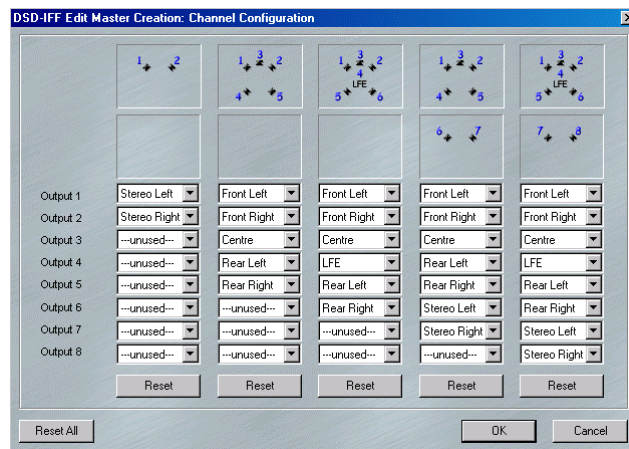 DSD-IFF Edit Master Creation: Channel Configuration
1 2
1 3 2
4 5
1 3 2
4
LFE
5 6
1 3 2
4 5
1 3 2
4
LFE
5 6
6 7
7 8
Output 1 Stereo Left Front Left Front Left Front Left Front Left
Output 2 Stereo Right Front Right Front Right Front Right Front Right
Output 3 ---unused--- Centre Centre Centre Centre
Output 4 ---unused--- Rear Left LFE Rear Left LFE
Output 5 ---unused--- Rear Right Rear Left Rear Right Rear Left
Output 6 ---unused--- ---unused--- Rear Right Stereo Left Rear Right
Output 7 ---unused--- ---unused--- ---unused--- Stereo Right Stereo Left
Output 8 ---unused--- ---unused--- ---unused--- ---unused--- Stereo Right
Reset Reset Reset Reset Reset
Reset All OK Cancel